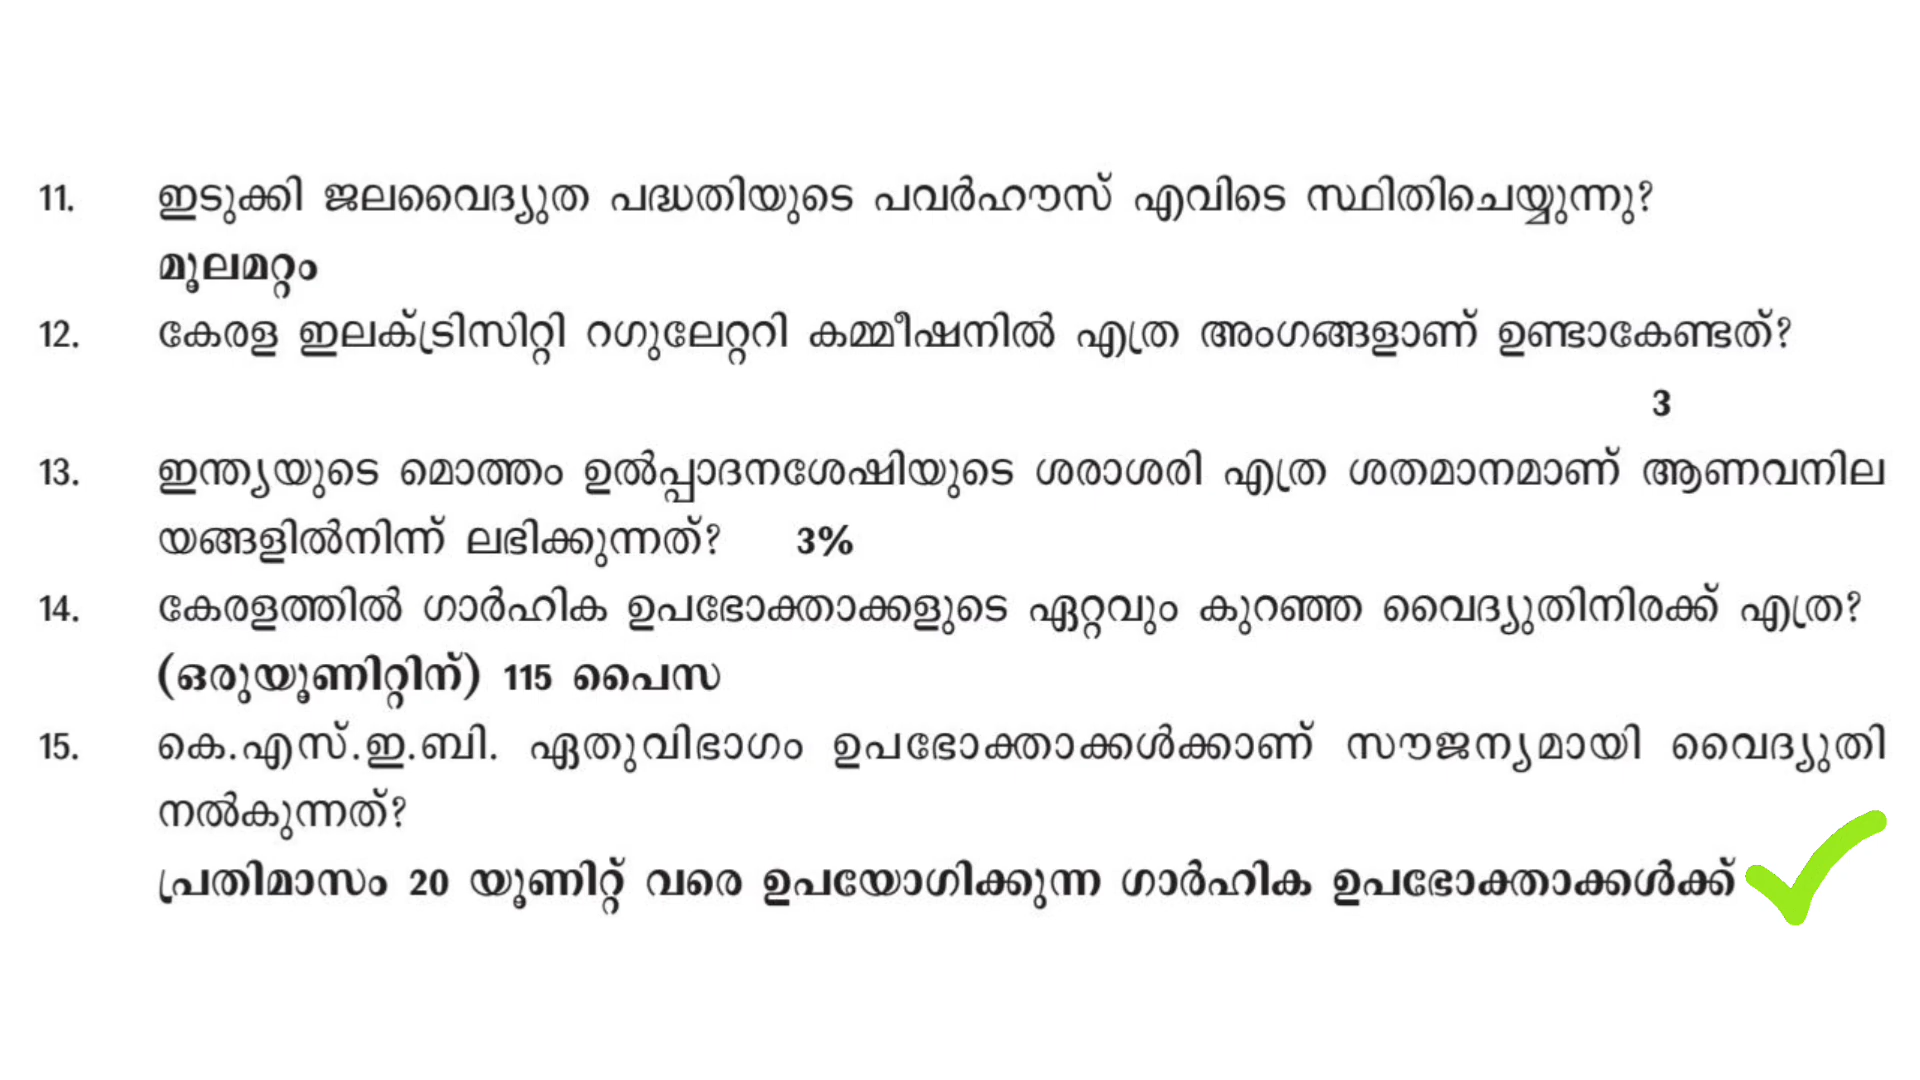 11. ഇടുക്കി ജലവൈദ്യുത പദ്ധതിയുടെ പവർഹൗസ് എവിടെ സ്ഥിതിചെയ്യുന്നു?
മൂലമറ്റം
12. കേരള ഇലക്ട്രിസിറ്റി റഗുലേറ്ററി കമ്മീഷനിൽ എത്ര അംഗങ്ങളാണ് ഉണ്ടാകേണ്ടത്?
3
13. ഇന്ത്യയുടെ മൊത്തം ഉൽപ്പാദനശേഷിയുടെ ശരാശരി എത്ര ശതമാനമാണ് ആണവനില
യങ്ങളിൽനിന്ന് ലഭിക്കുന്നത്? 3%
14. കേരളത്തിൽ ഗാർഹിക ഉപഭോക്താക്കളുടെ ഏറ്റവും കുറഞ്ഞ വൈദ്യുതിനിരക്ക് എത്ര?
(ഒരുയൂണിറ്റിന്) 115 പൈസ
15. കെ.എസ്.ഇ.ബി. ഏതുവിഭാഗം ഉപഭോക്താക്കൾക്കാണ് സൗജന്യമായി വൈദ്യുതി
നൽകുന്നത്?
പ്രതിമാസം 20 യൂണിറ്റ് വരെ ഉപയോഗിക്കുന്ന ഗാർഹിക ഉപഭോക്താക്കൾക്ക്